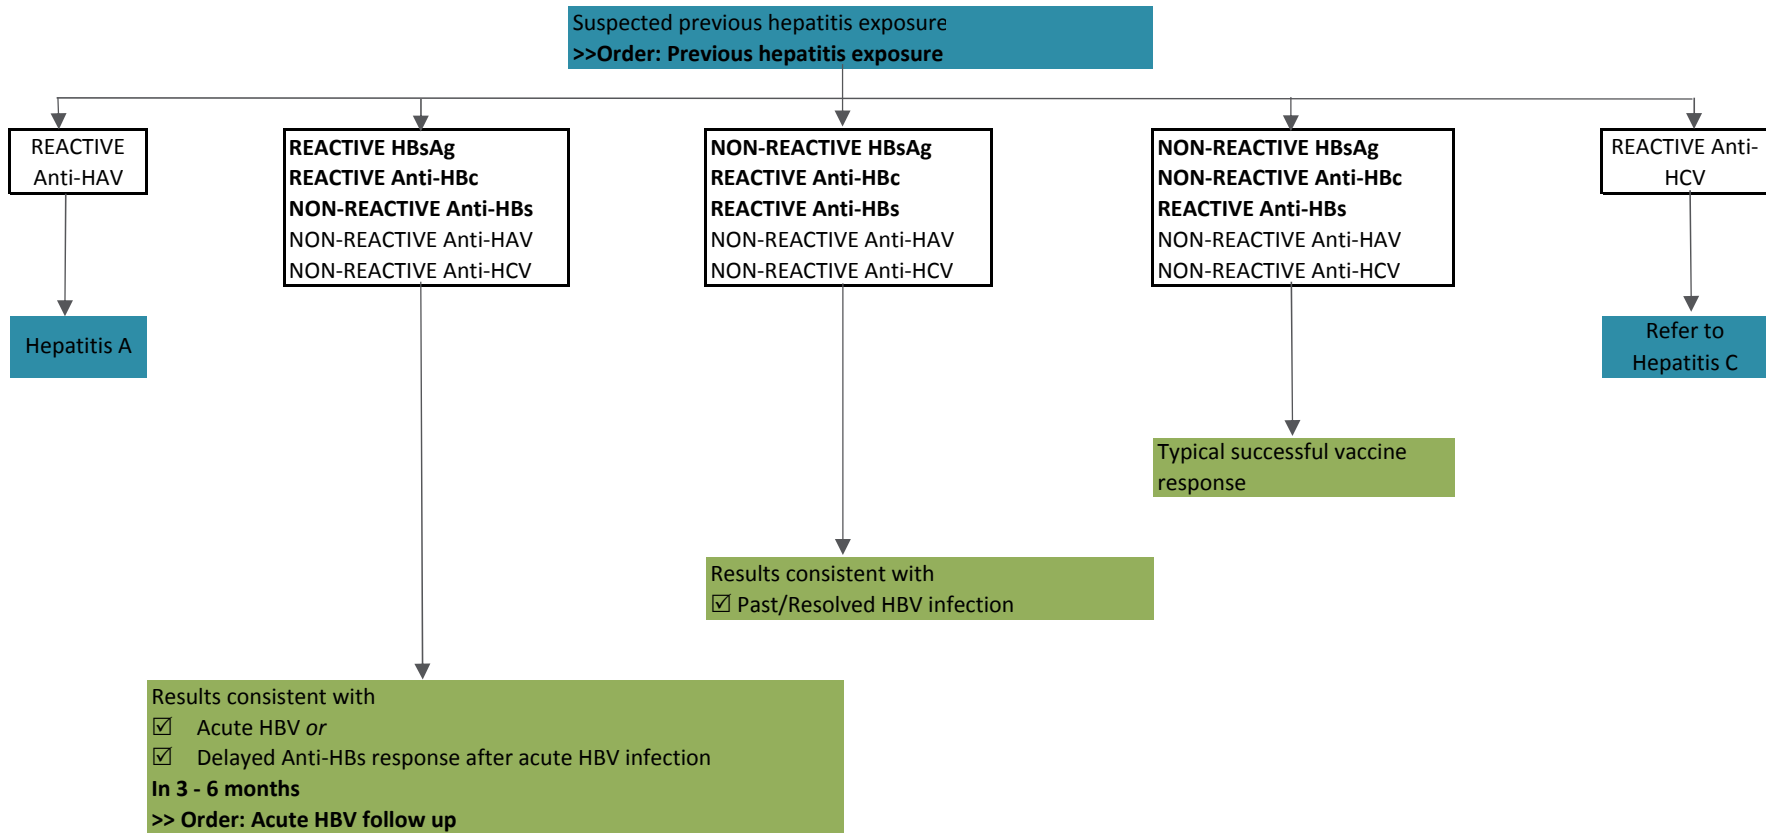 Suspected previous hepatitis exposure
>>Order: Previous hepatitis exposure
REACTIVE
Anti-HAV
REACTIVE HBsAg
REACTIVE Anti-HBc
NON-REACTIVE Anti-HBs
NON-REACTIVE Anti-HAV
NON-REACTIVE Anti-HCV
NON-REACTIVE HBsAg
REACTIVE Anti-HBc
REACTIVE Anti-HBs
NON-REACTIVE Anti-HAV
NON-REACTIVE Anti-HCV
NON-REACTIVE HBsAg
NON-REACTIVE Anti-HBc
REACTIVE Anti-HBs
NON-REACTIVE Anti-HAV
NON-REACTIVE Anti-HCV
REACTIVE Anti-
HCV
Hepatitis A
Refer to
Hepatitis C
Typical successful vaccine
response
Results consistent with
☑ Past/Resolved HBV infection
Results consistent with
☑ Acute HBV or
☑ Delayed Anti-HBs response after acute HBV infection
In 3 - 6 months
>> Order: Acute HBV follow up